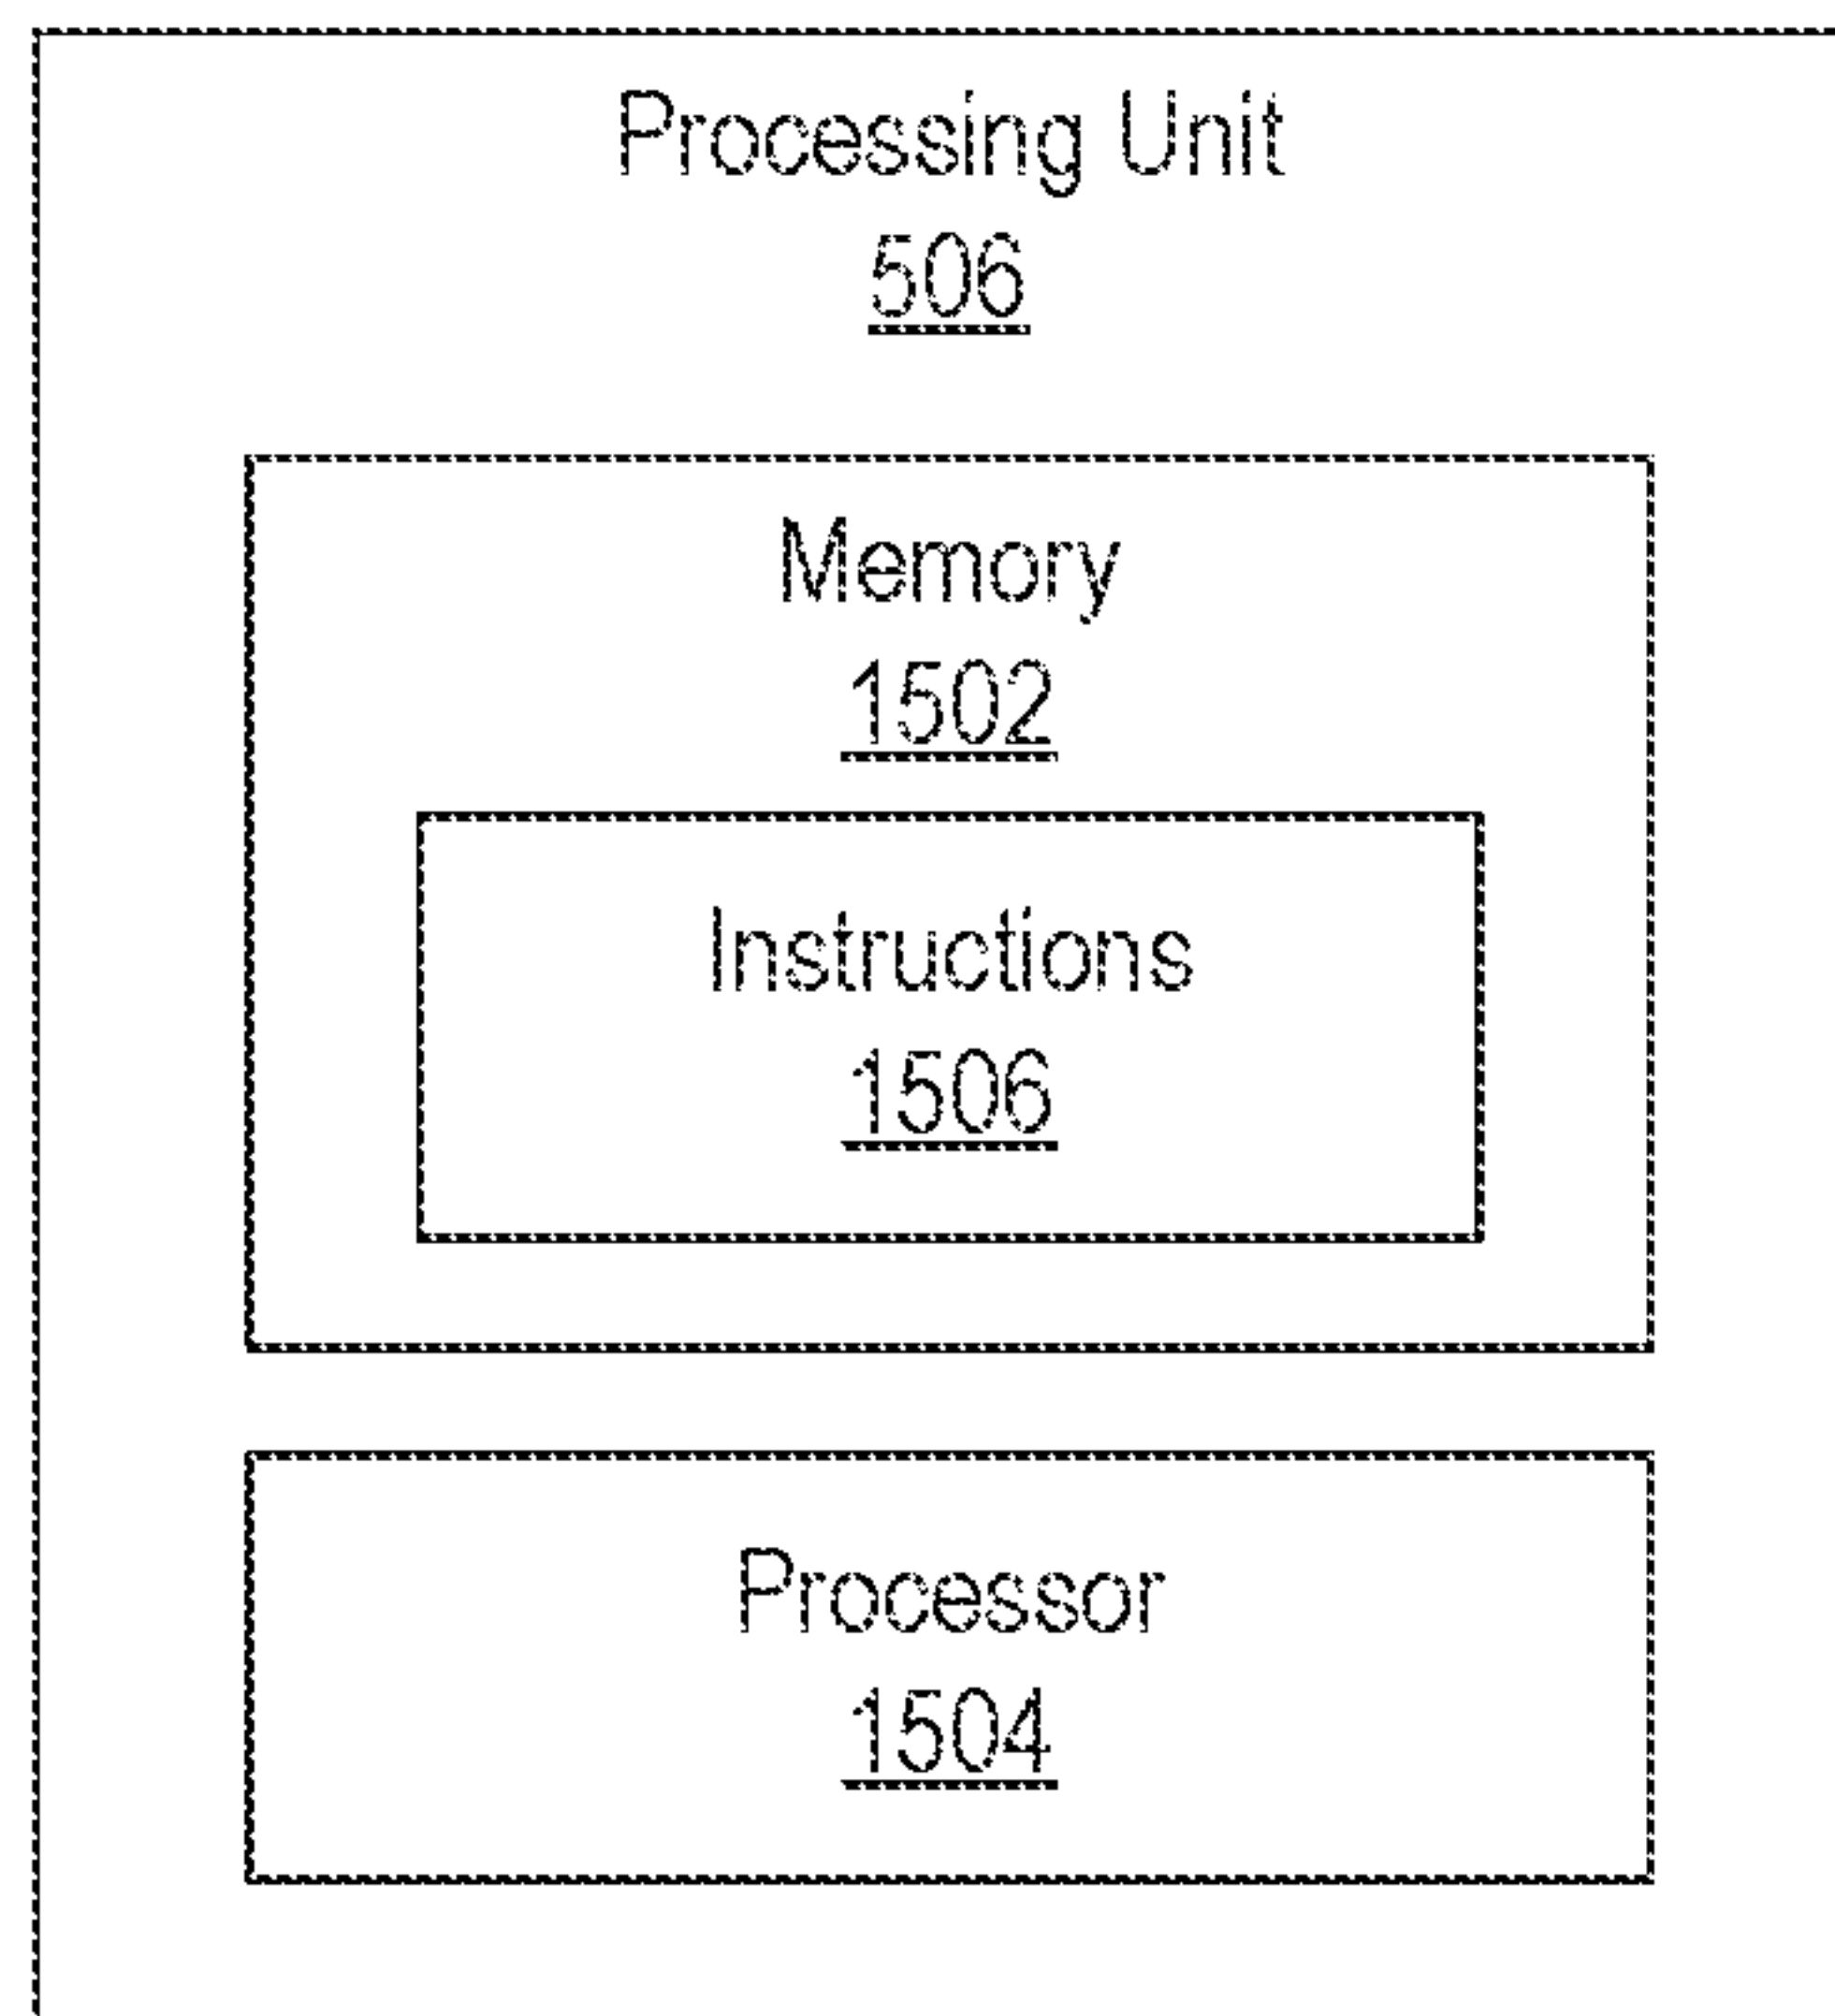 Processing Unit
506
Memory
1502
Instructions
1506
Processor
1504